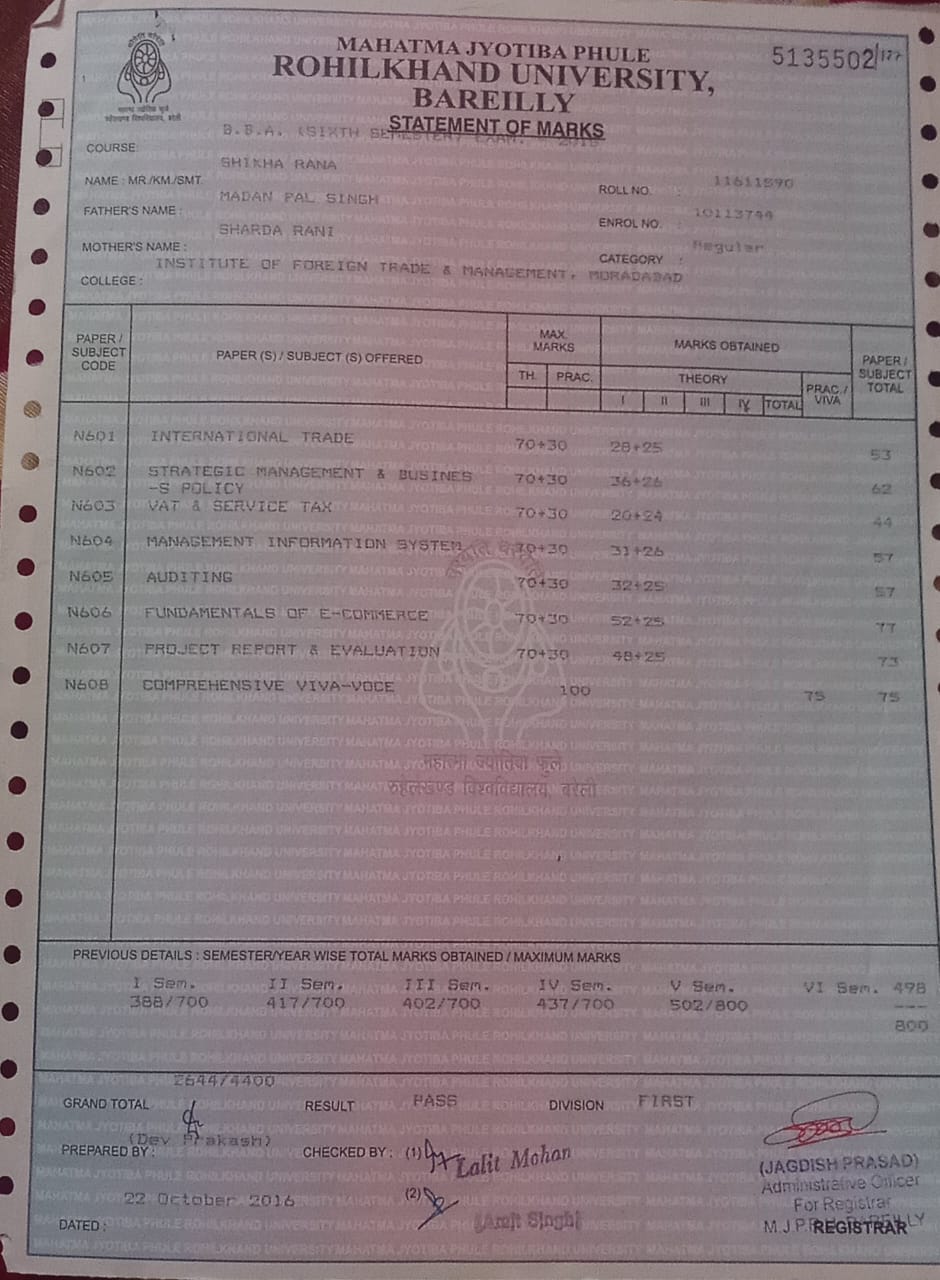 MAHATMA JYOTIBA PHULE
5135502/177
ROHILKHAND UNIVERSITY,
BAREILLY
STATEMENT OF MARKS
B.B.A. (SIXTH SEMESTER) EXAM. - 2016
COURSE:
SHIKHA RANA
NAME : MR./KM./SMT.
ROLL NO. : 11611590
MADAN PAL SINGH
FATHER'S NAME :
ENROL NO. : 10113744
SHARDA RANI
MOTHER'S NAME :
CATEGORY : Regular
INSTITUTE OF FOREIGN TRADE & MANAGEMENT, MORADABAD
COLLEGE :
PAPER / SUBJECT CODE PAPER (S) / SUBJECT (S) OFFERED MAX. MARKS MARKS OBTAINED PAPER / SUBJECT TOTAL
TH. PRAC. THEORY PRAC./ VIVA
I II III IV TOTAL
N601 INTERNATIONAL TRADE 70+30 28+25 53
N602 STRATEGIC MANAGEMENT & BUSINES 70+30 36+26 62
-S POLICY
N603 VAT & SERVICE TAX 70+30 20+24 44
N604 MANAGEMENT INFORMATION SYSTEM 70+30 31+26 57
N605 AUDITING 70+30 32+25 57
N606 FUNDAMENTALS OF E-COMMERCE 70+30 52+25 77
N607 PROJECT REPORT & EVALUATION 70+30 48+25 73
N608 COMPREHENSIVE VIVA-VOCE 100 75 75
महात्मा ज्योतिबा फुले
रुहेलखण्ड विश्वविद्यालय, बरेली
PREVIOUS DETAILS : SEMESTER/YEAR WISE TOTAL MARKS OBTAINED / MAXIMUM MARKS
I Sem. II Sem. III Sem. IV Sem. V Sem. VI Sem. 498
388/700 417/700 402/700 437/700 502/800 ---
800
2644/4400
GRAND TOTAL RESULT PASS DIVISION FIRST
(Dev Prakash)
PREPARED BY : CHECKED BY : (1) Lalit Mohan
(JAGDISH PRASAD)
Administrative Officer
22 October 2016 (2) For Registrar
DATED : (Amit Singh) M.J.P. BAREILLY
REGISTRAR